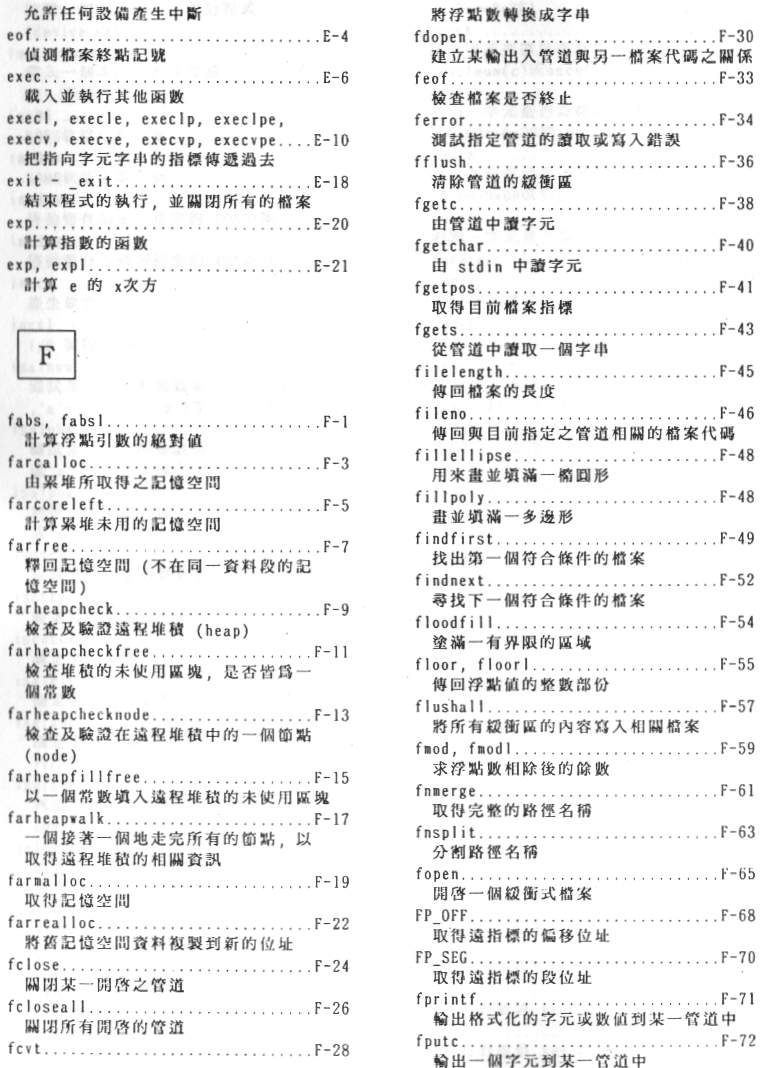 允許任何設備產生中斷
eof................................E-4
偵測檔案終點記號
exec...............................E-6
載入並執行其他函數
execl, execle, execlp, execlpe,
execv, execve, execvp, execvpe....E-10
把指向字元字串的指標傳遞過去
exit - _exit......................E-18
結束程式的執行，並關閉所有的檔案
exp...............................E-20
計算指數的函數
exp, expl.........................E-21
計算 e 的 x次方
F
fabs, fabsl........................F-1
計算浮點引數的絕對值
farcalloc..........................F-3
由累堆所取得之記憶空間
farcoreleft........................F-5
計算累堆未用的記憶空間
farfree............................F-7
釋回記憶空間 (不在同一資料段的記
憶空間)
farheapcheck.......................F-9
檢查及驗證遠程堆積 (heap)
farheapcheckfree..................F-11
檢查堆積的未使用區塊，是否皆為一
個常數
farheapchecknode..................F-13
檢查及驗證在遠程堆積中的一個節點
(node)
farheapfillfree...................F-15
以一個常數填入遠程堆積的未使用區塊
farheapwalk.......................F-17
一個接著一個地走完所有的節點，以
取得遠程堆積的相關資訊
farmalloc.........................F-19
取得記憶空間
farrealloc........................F-22
將舊記憶空間資料複製到新的位址
fclose............................F-24
關閉某一開啓之管道
fcloseall.........................F-26
關閉所有開啓的管道
fcvt..............................F-28
將浮點數轉換成字串
fdopen............................F-30
建立某輸出入管道與另一檔案代碼之關係
feof..............................F-33
檢查檔案是否終止
ferror............................F-34
測試指定管道的讀取或寫入錯誤
fflush............................F-36
清除管道的緩衝區
fgetc.............................F-38
由管道中讀字元
fgetchar..........................F-40
由 stdin 中讀字元
fgetpos...........................F-41
取得目前檔案指標
fgets.............................F-43
從管道中讀取一個字串
filelength........................F-45
傳回檔案的長度
fileno............................F-46
傳回與目前指定之管道相關的檔案代碼
fillellipse.......................F-48
用來畫並填滿一橢圓形
fillpoly..........................F-48
畫並填滿一多邊形
findfirst.........................F-49
找出第一個符合條件的檔案
findnext..........................F-52
尋找下一個符合條件的檔案
floodfill.........................F-54
塗滿一有界限的區域
floor, floorl.....................F-55
傳回浮點值的整數部份
flushall..........................F-57
將所有緩衝區的內容寫入相關檔案
fmod, fmodl.......................F-59
求浮點數相除後的餘數
fnmerge...........................F-61
取得完整的路徑名稱
fnsplit...........................F-63
分割路徑名稱
fopen.............................F-65
開啓一個緩衝式檔案
FP_OFF............................F-68
取得遠指標的偏移位址
FP_SEG............................F-70
取得遠指標的段位址
fprintf...........................F-71
輸出格式化的字元或數值到某一管道中
fputc.............................F-72
輸出一個字元到某一管道中